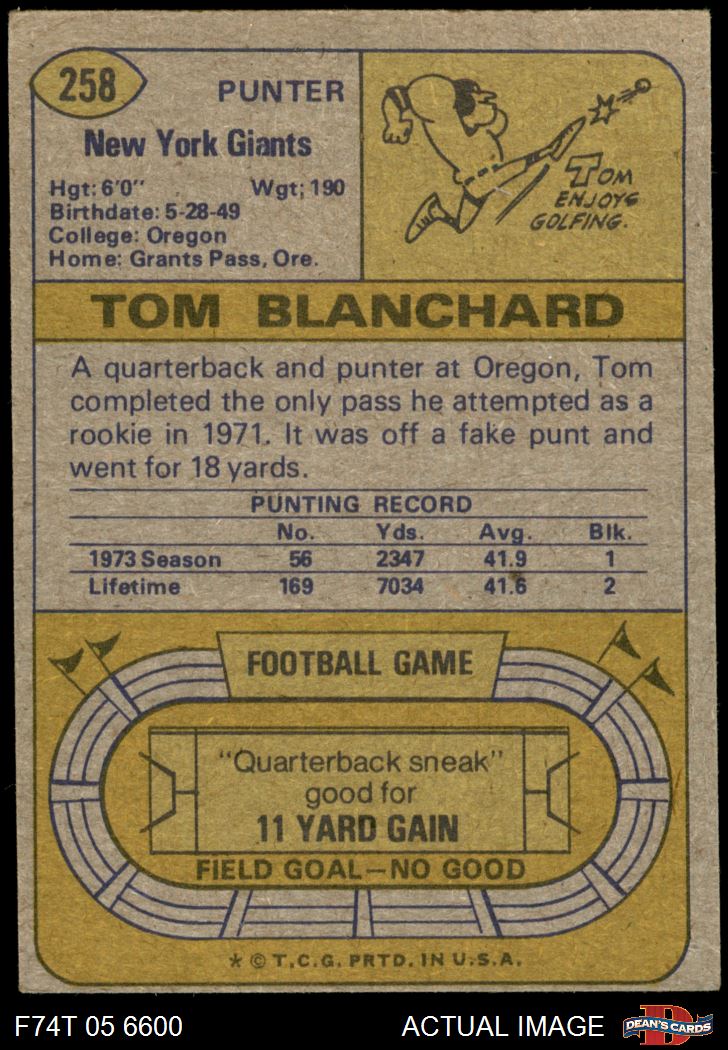 258
PUNTER
New York Giants
Hgt: 6'0" Wgt; 190
Birthdate: 5-28-49
College: Oregon
Home: Grants Pass, Ore.
TOM
ENJOYS
GOLFING.
TOM BLANCHARD
A quarterback and punter at Oregon, Tom
completed the only pass he attempted as a
rookie in 1971. It was off a fake punt and
went for 18 yards.
PUNTING RECORD
No. Yds. Avg. Blk.
1973 Season 56 2347 41.9 1
Lifetime 169 7034 41.6 2
FOOTBALL GAME
"Quarterback sneak"
good for
11 YARD GAIN
FIELD GOAL—NO GOOD
* © T.C.G. PRTD. IN U.S.A.
F74T 05 6600 ACTUAL IMAGE
D
DEAN'S CARDS